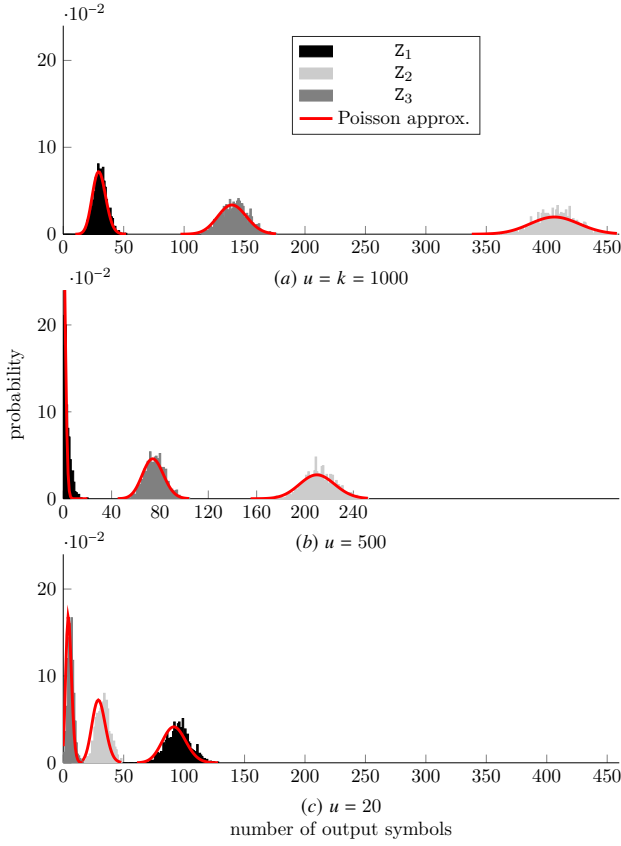 ·10⁻²
20
10
0
Z₁
Z₂
Z₃
Poisson approx.
0 50 100 150 200 250 300 350 400 450
(a) u = k = 1000
·10⁻²
probability
20
10
0
0 40 80 120 160 200 240
(b) u = 500
·10⁻²
20
10
0
0 50 100 150 200 250 300 350 400 450
(c) u = 20
number of output symbols